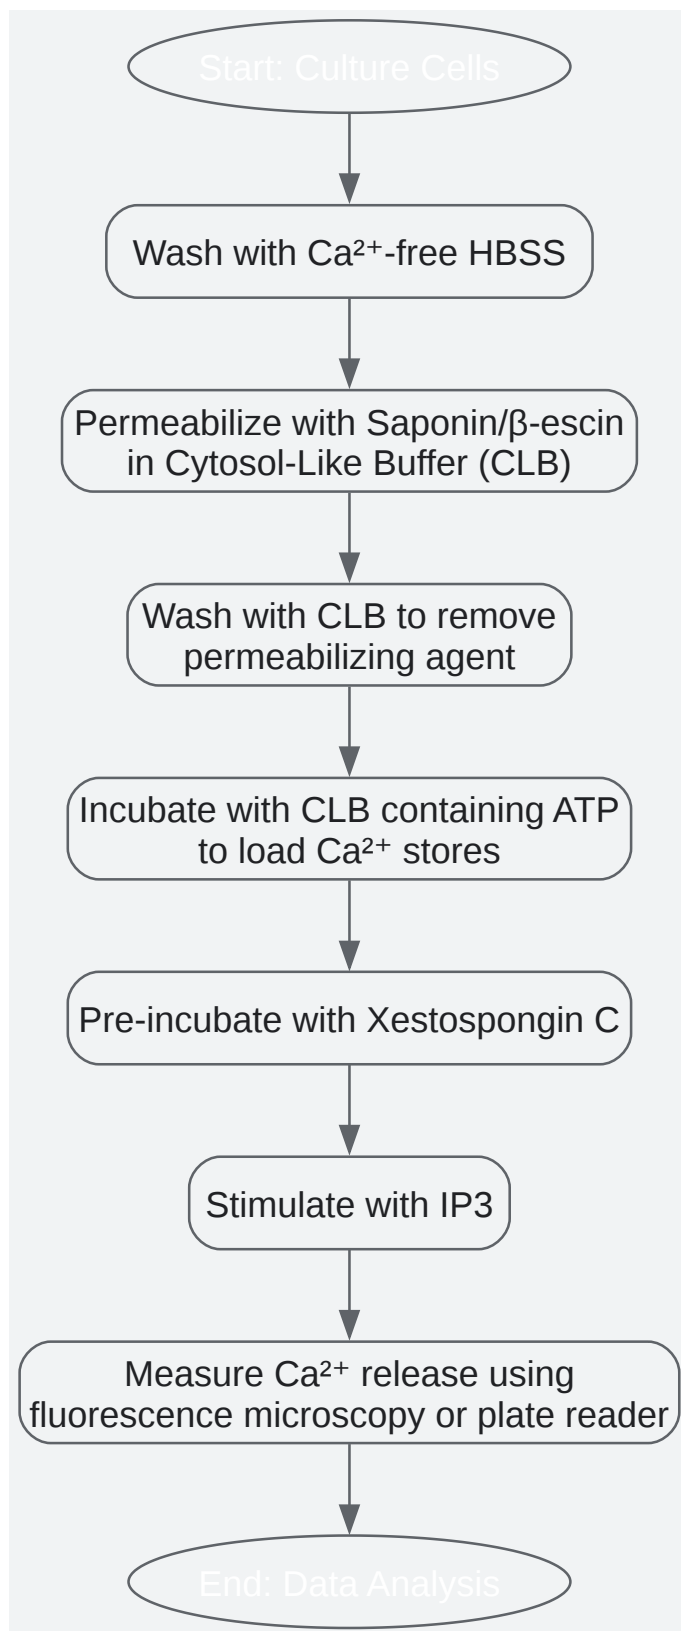 Start: Culture Cells
Wash with Ca²⁺-free HBSS
Permeabilize with Saponin/β-escin
in Cytosol-Like Buffer (CLB)
Wash with CLB to remove
permeabilizing agent
Incubate with CLB containing ATP
to load Ca²⁺ stores
Pre-incubate with Xestospongin C
Stimulate with IP3
Measure Ca²⁺ release using
fluorescence microscopy or plate reader
End: Data Analysis